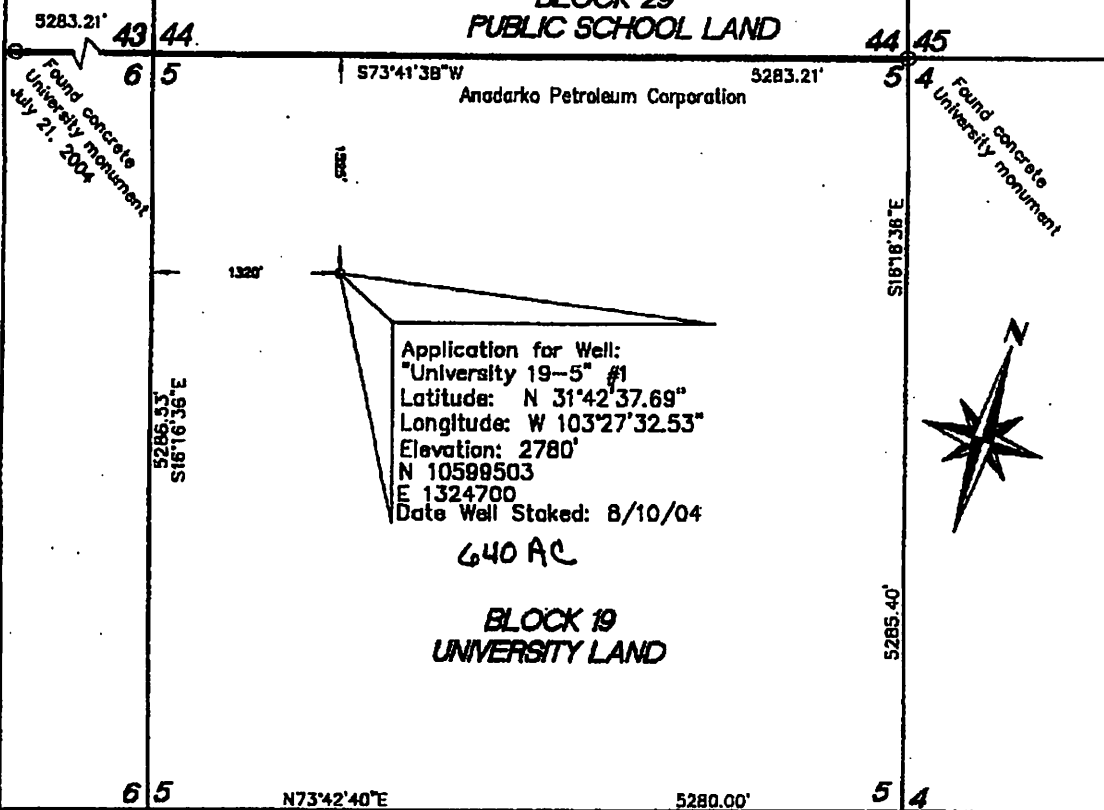 BLOCK 29
PUBLIC SCHOOL LAND
5283.21'
43 44
44 45
6 5
5 4
S73°41'38"W
5283.21'
Anadarko Petroleum Corporation
Found concrete
University monument
July 21, 2004
Found concrete
University monument
1320'
S16°18'38"E
5286.53'
S16°16'36"E
Application for Well:
"University 19-5" #1
Latitude: N 31°42'37.69"
Longitude: W 103°27'32.53"
Elevation: 2780'
N 10599503
E 1324700
Date Well Staked: 8/10/04
640 AC
N
5285.40'
BLOCK 19
UNIVERSITY LAND
6 5
N73°42'40"E
5280.00'
5 4